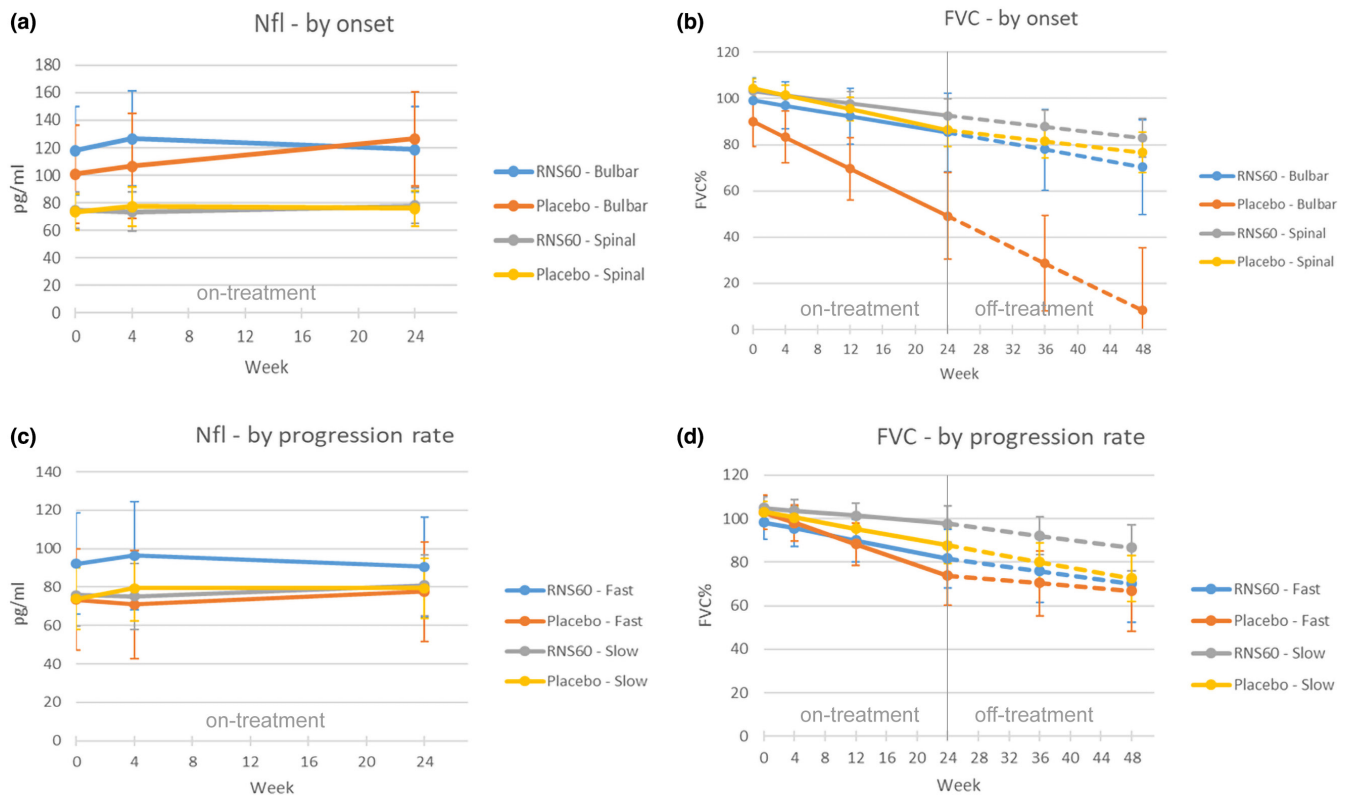 (a)
Nfl - by onset
180
160
140
120
100
80
60
40
20
0
pg/ml
on-treatment
0 4 8 12 16 20 24
Week
RNS60 - Bulbar
Placebo - Bulbar
RNS60 - Spinal
Placebo - Spinal
(b)
FVC - by onset
120
100
80
60
40
20
0
FVC%
on-treatment off-treatment
0 4 8 12 16 20 24 28 32 36 40 44 48
Week
RNS60 - Bulbar
Placebo - Bulbar
RNS60 - Spinal
Placebo - Spinal
(c)
Nfl - by progression rate
140
120
100
80
60
40
20
0
pg/ml
on-treatment
0 4 8 12 16 20 24
Week
RNS60 - Fast
Placebo - Fast
RNS60 - Slow
Placebo - Slow
(d)
FVC - by progression rate
120
100
80
60
40
20
0
FVC%
on-treatment off-treatment
0 4 8 12 16 20 24 28 32 36 40 44 48
Week
RNS60 - Fast
Placebo - Fast
RNS60 - Slow
Placebo - Slow